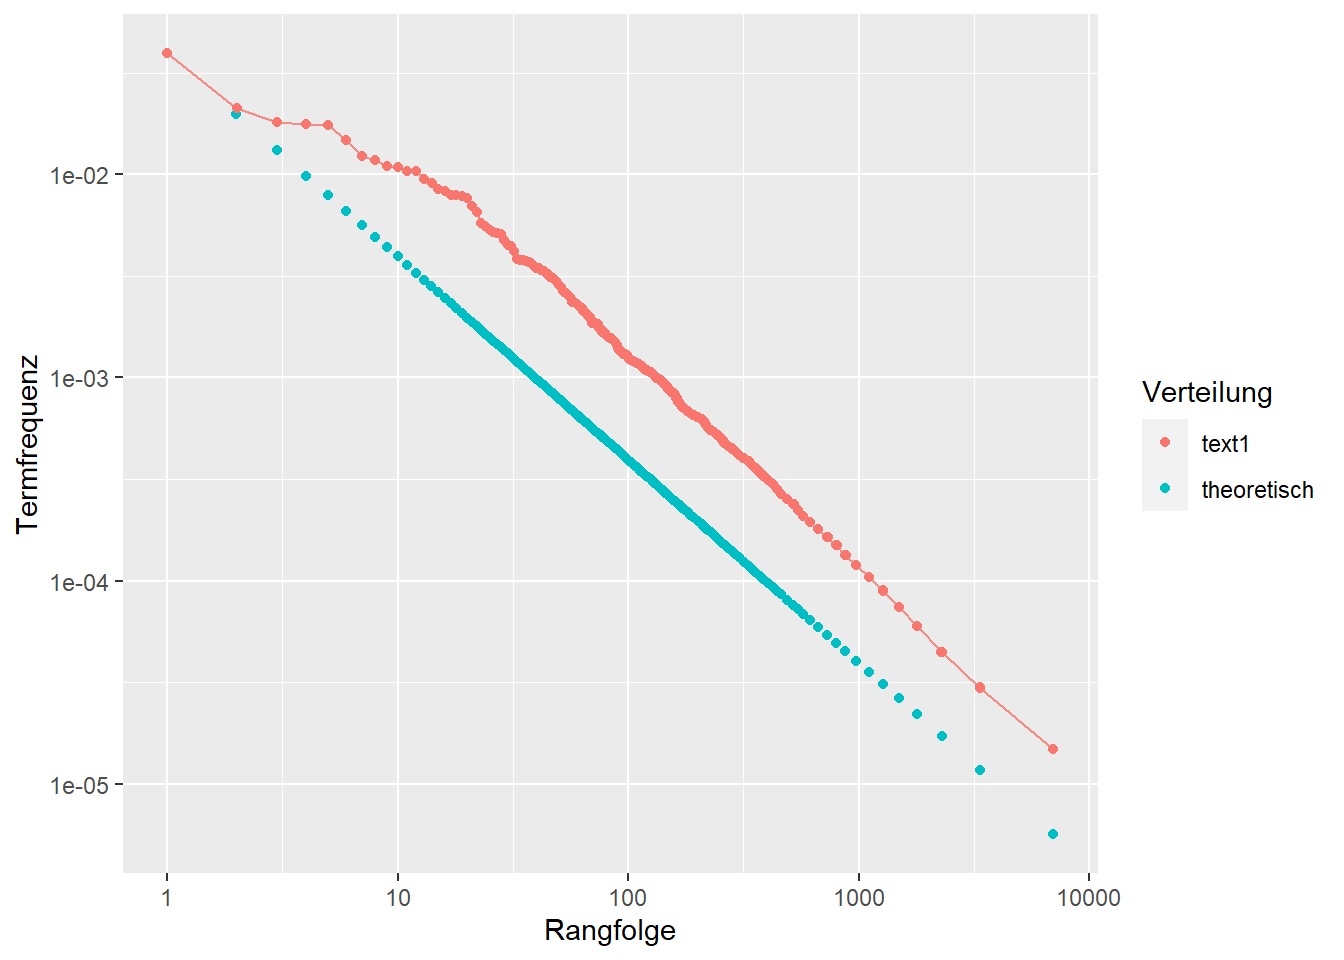 1e-02
1e-03
1e-04
1e-05
Termfrequenz
1 10 100 1000 10000
Rangfolge
Verteilung
text1
theoretisch